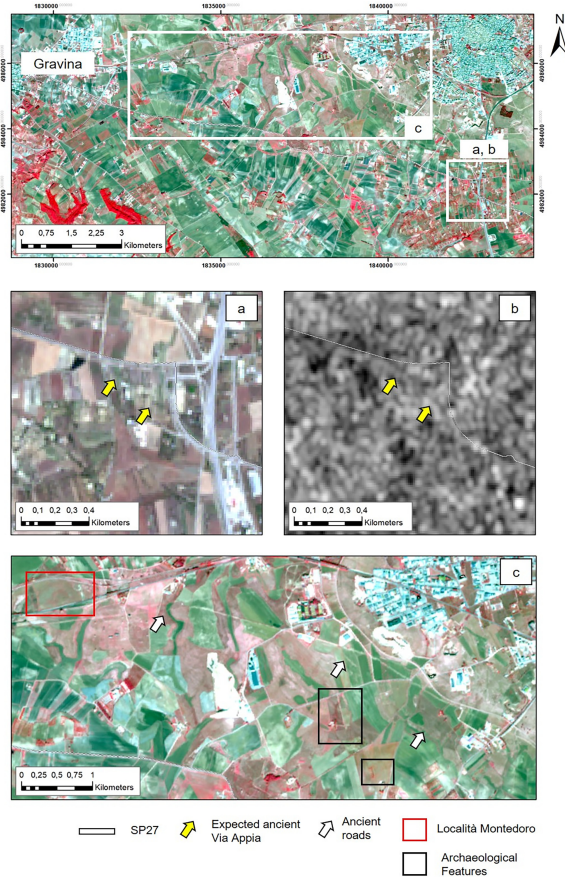 1830000
1835000
1840000
N
4986000
4986000
Gravina
c
4984000
4984000
a, b
4982000
4982000
0 0,75 1,5 2,25 3
Kilometers
1830000
1835000
1840000
a
b
0 0,1 0,2 0,3 0,4
Kilometers
0 0,1 0,2 0,3 0,4
Kilometers
c
0 0,25 0,5 0,75 1
Kilometers
SP27
Expected ancient
Via Appia
Ancient
roads
Località Montedoro
Archaeological
Features